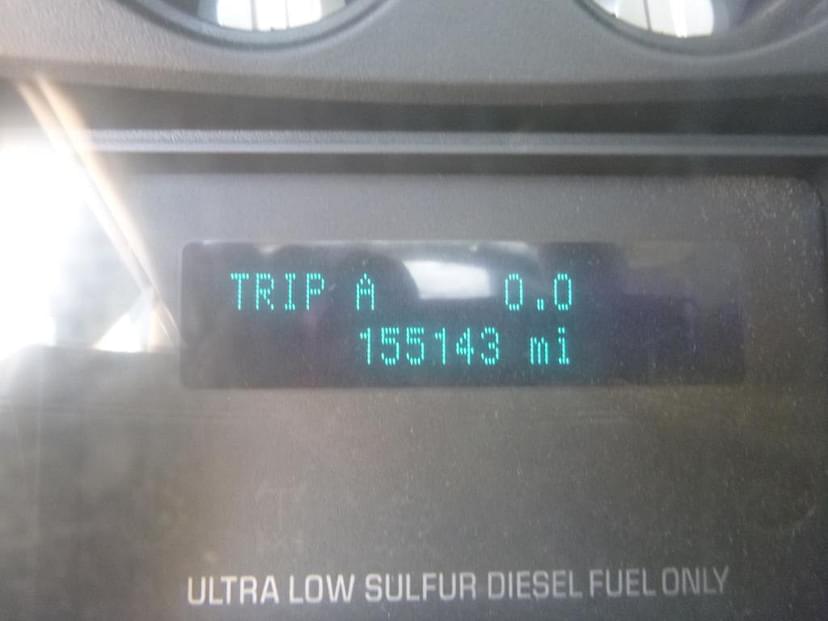 TRIP A 0.0
155143 mi
ULTRA LOW SULFUR DIESEL FUEL ONLY